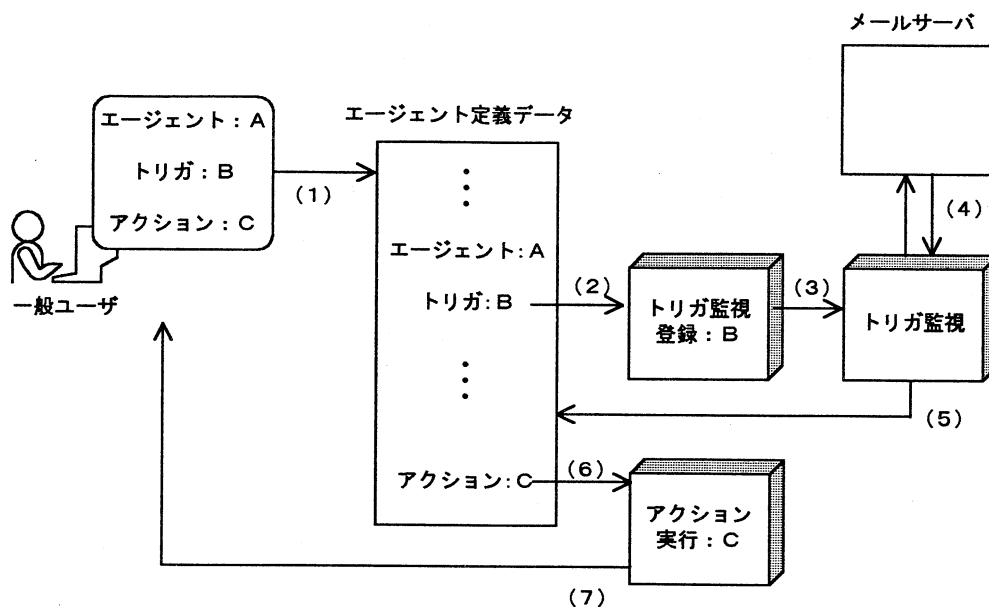 メールサーバ
エージェント定義データ
エージェント：A
トリガ：B
アクション：C
一般ユーザ
(1)
エージェント:A
トリガ:B
アクション:C
(2)
トリガ監視
登録：B
(3)
トリガ監視
(4)
(5)
(6)
アクション
実行：C
(7)